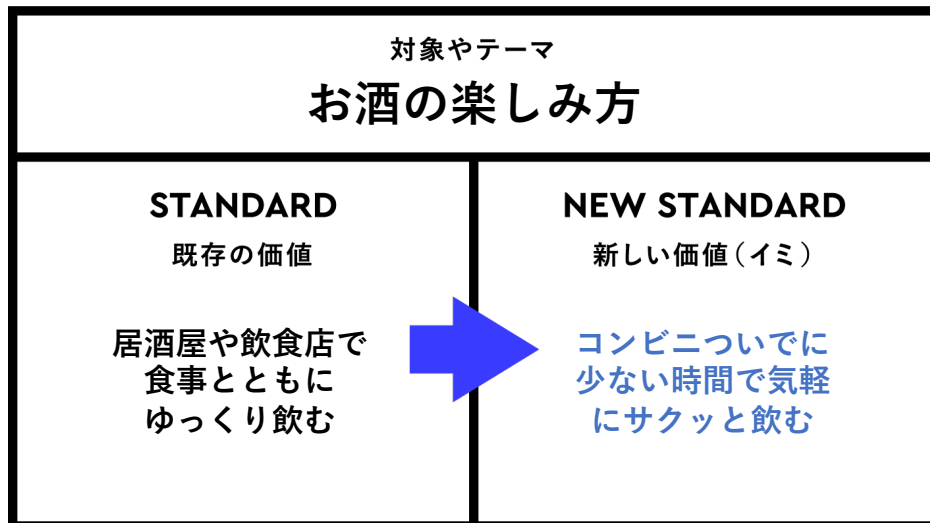 対象やテーマ
お酒の楽しみ方
STANDARD
既存の価値
居酒屋や飲食店で
食事とともに
ゆっくり飲む
NEW STANDARD
新しい価値（イミ）
コンビニついでに
少ない時間で気軽
にサクッと飲む